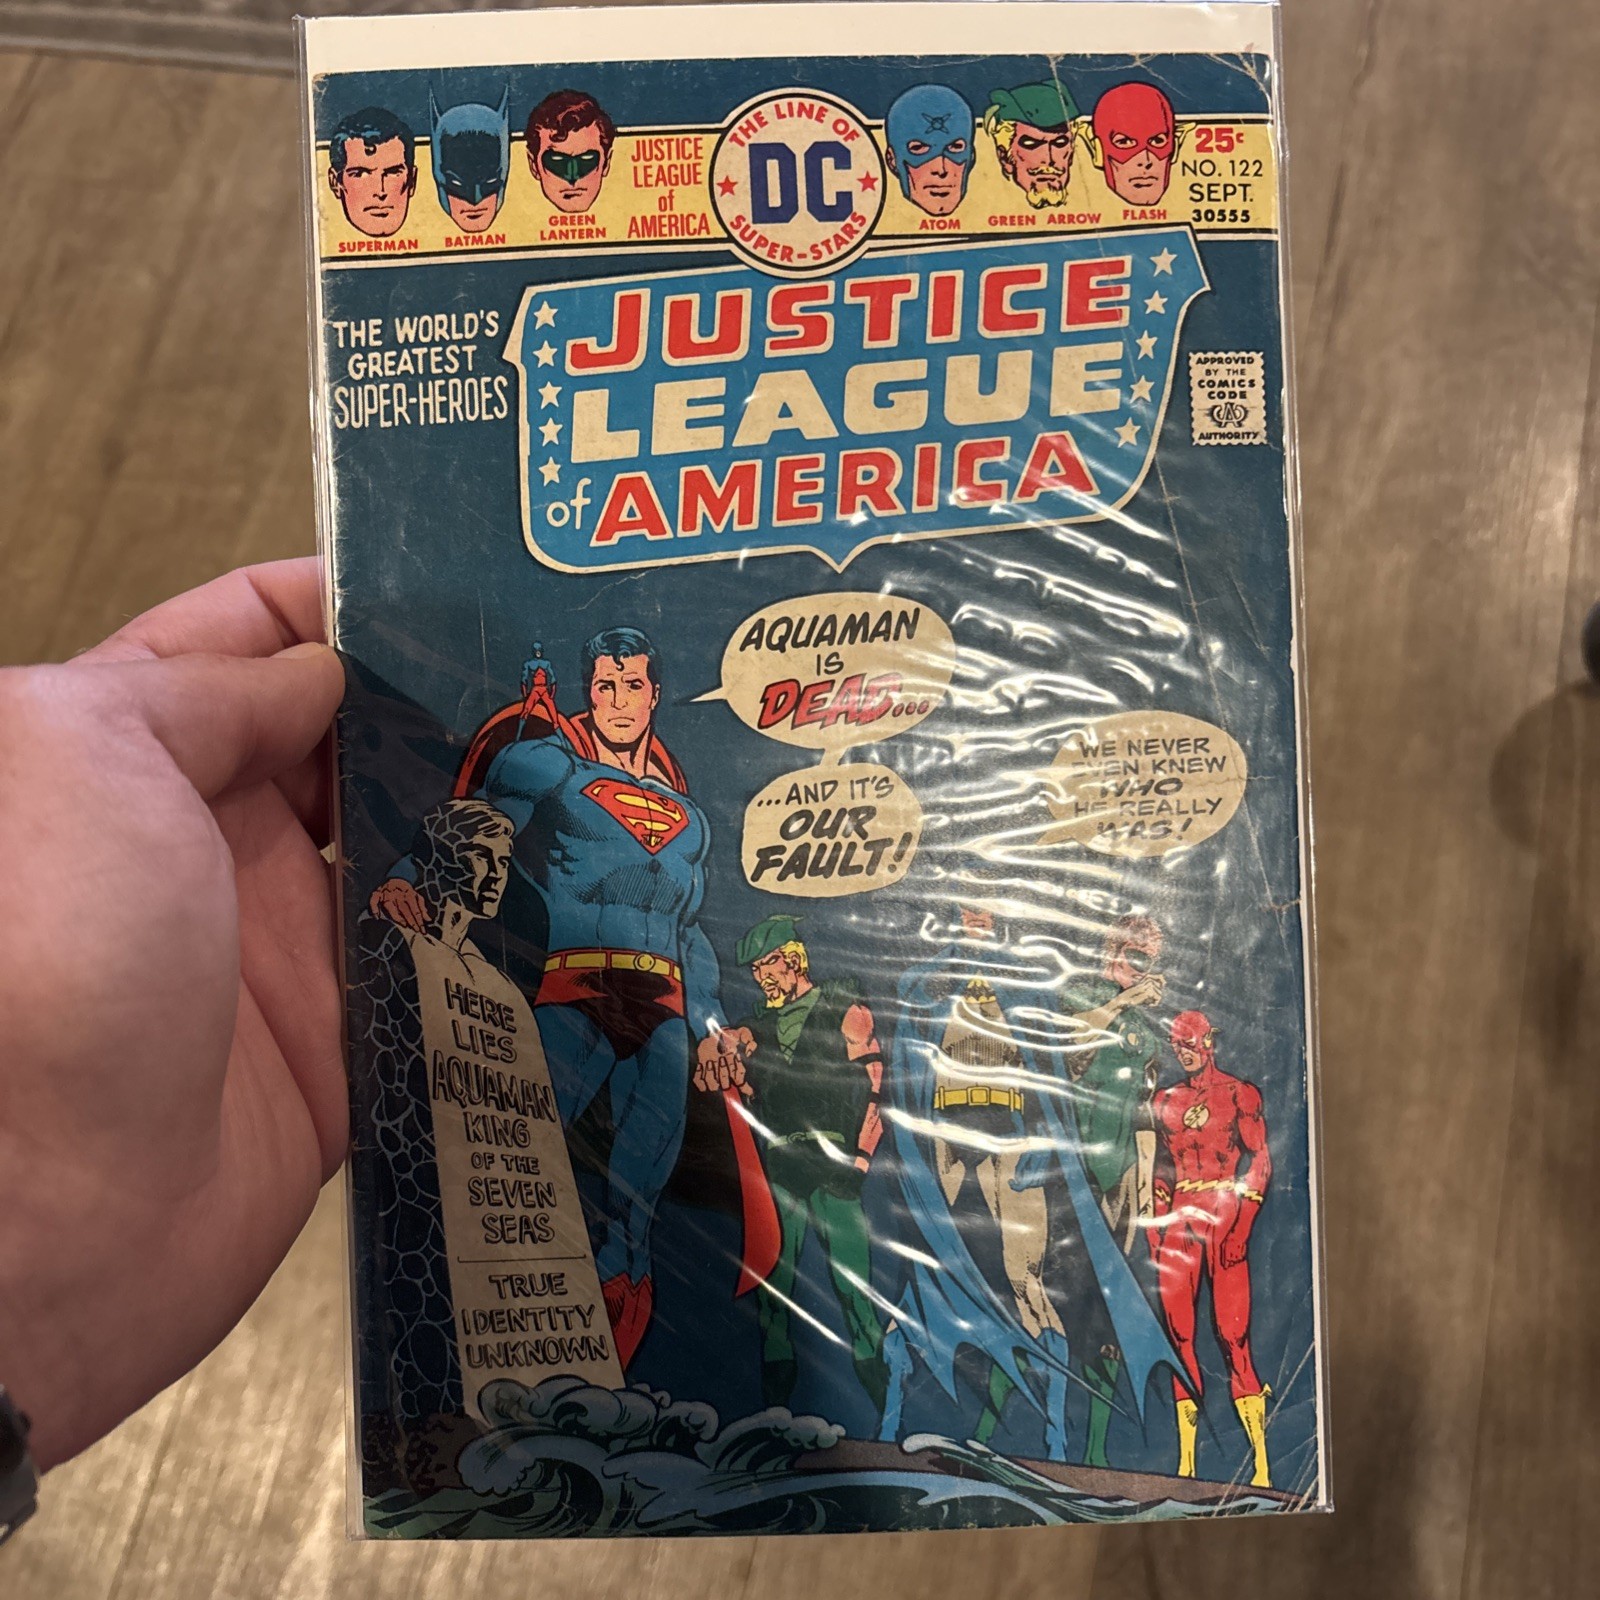 SUPERMAN
BATMAN
GREEN
LANTERN
JUSTICE
LEAGUE
of
AMERICA
THE LINE OF
DC
SUPER-STARS
ATOM
GREEN ARROW
FLASH
25¢
NO. 122
SEPT.
30555
THE WORLD'S
GREATEST
SUPER-HEROES
JUSTICE
LEAGUE
of AMERICA
APPROVED
BY THE
COMICS
CODE
CA
AUTHORITY
AQUAMAN
IS
DEAD...
...AND IT'S
OUR
FAULT!
WE NEVER
EVEN KNEW
WHO
HE REALLY
WAS!
HERE
LIES
AQUAMAN
KING
OF THE
SEVEN
SEAS
TRUE
IDENTITY
UNKNOWN